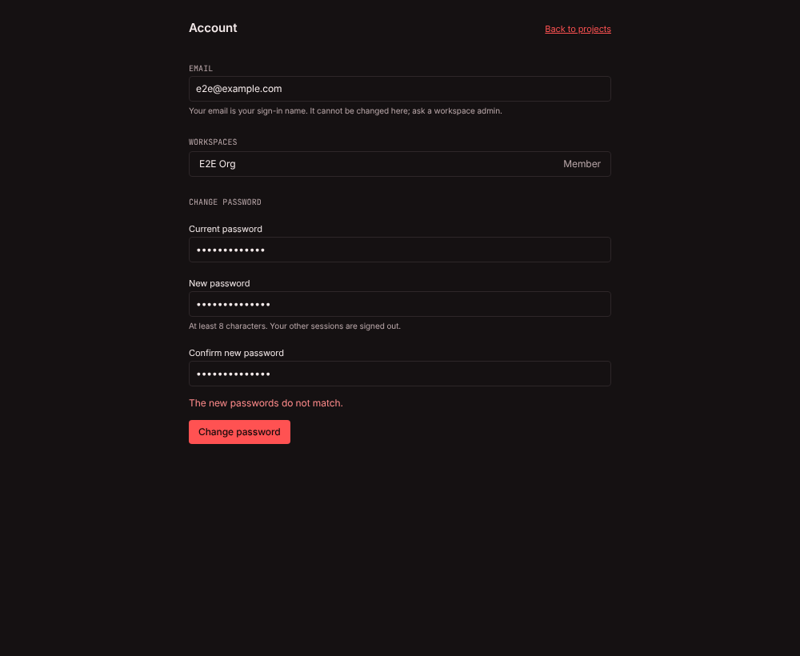 Account
Back to projects
EMAIL
e2e@example.com
Your email is your sign-in name. It cannot be changed here; ask a workspace admin.
WORKSPACES
E2E Org
Member
CHANGE PASSWORD
Current password
•••••••••••••
New password
••••••••••••••
At least 8 characters. Your other sessions are signed out.
Confirm new password
••••••••••••••
The new passwords do not match.
Change password